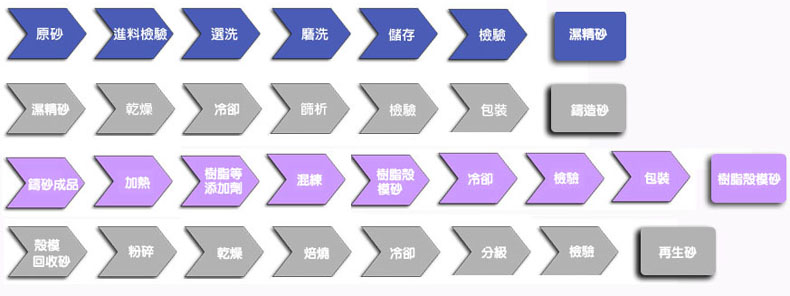 原砂 進料檢驗 選洗 磨洗 儲存 檢驗 濕精砂
濕精砂 乾燥 冷卻 篩析 檢驗 包裝 鑄造砂
鑄砂成品 加熱 樹脂等 添加劑 混練 樹脂殼 模砂 冷卻 檢驗 包裝 樹脂殼模砂
殼模 回收砂 粉碎 乾燥 焙燒 冷卻 分級 檢驗 再生砂